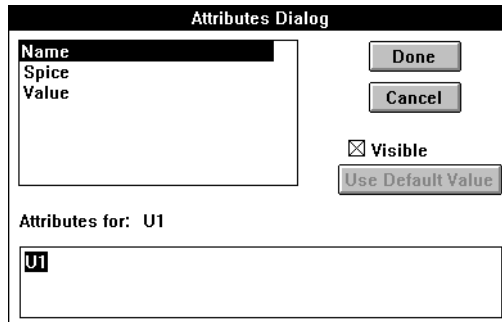 Attributes Dialog
Name
Spice
Value
Done
Cancel
Visible
Use Default Value
Attributes for: U1
U1